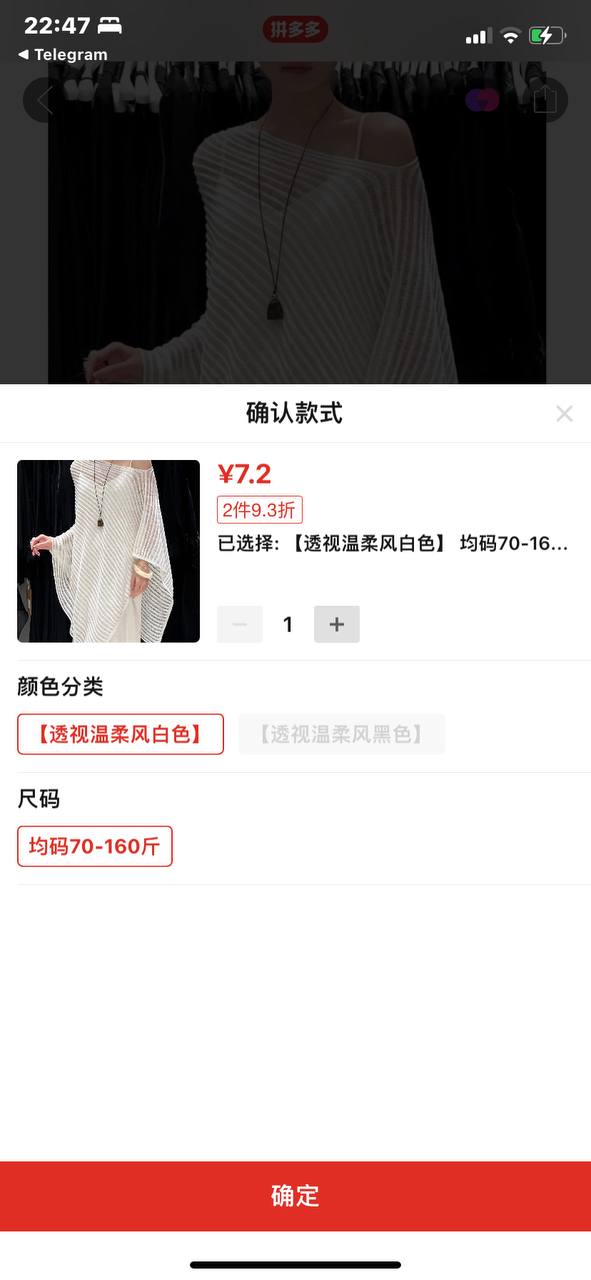 22:47
拼多多
◀ Telegram
确认款式
¥7.2
2件9.3折
已选择: 【透视温柔风白色】 均码70-16...
1
颜色分类
【透视温柔风白色】 【透视温柔风黑色】
尺码
均码70-160斤
确定